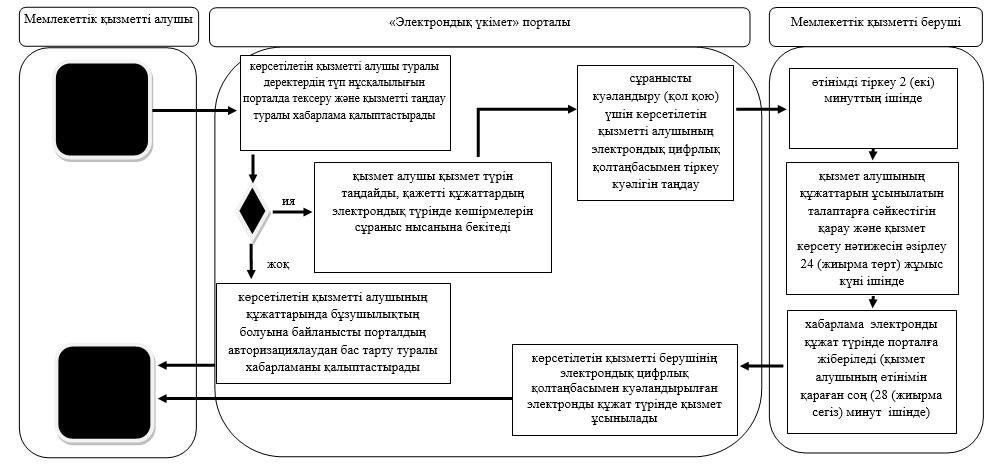 Мемлекеттік қызметті алушы
«Электрондық үкімет» порталы
Мемлекеттік қызметті беруші
көрсетілетін қызметті алушы туралы
деректердің түп нұсқалылығын
порталда тексеру және қызметті таңдау
туралы хабарлама қалыптастырады
ия
жоқ
қызмет алушы қызмет түрін
таңдайды, қажетті құжаттардың
электрондық түрінде көшірмелерін
сұраныс нысанына бекітеді
сұранысты
куәландыру (қол қою)
үшін көрсетілетін
қызметті алушының
электрондық цифрлық
қолтаңбасымен тіркеу
куәлігін таңдау
өтінімді тіркеу 2 (екі)
минуттың ішінде
қызмет алушының
құжаттарын ұсынылатын
талаптарға сәйкестігін
қарау және қызмет
көрсету нәтижесін әзірлеу
24 (жиырма төрт) жұмыс
күні ішінде
хабарлама электронды
құжат түрінде порталға
жіберіледі (қызмет
алушының өтінімін
қараған соң (28 (жиырма
сегіз) минут ішінде)
көрсетілетін қызметті алушының
құжаттарында бұзушылықтың
болуына байланысты порталдың
авторизациялаудан бас тарту туралы
хабарламаны қалыптастырады
көрсетілетін қызметті берушінің
электрондық цифрлық
қолтаңбасымен куәландырылған
электронды құжат түрінде қызмет
ұсынылады